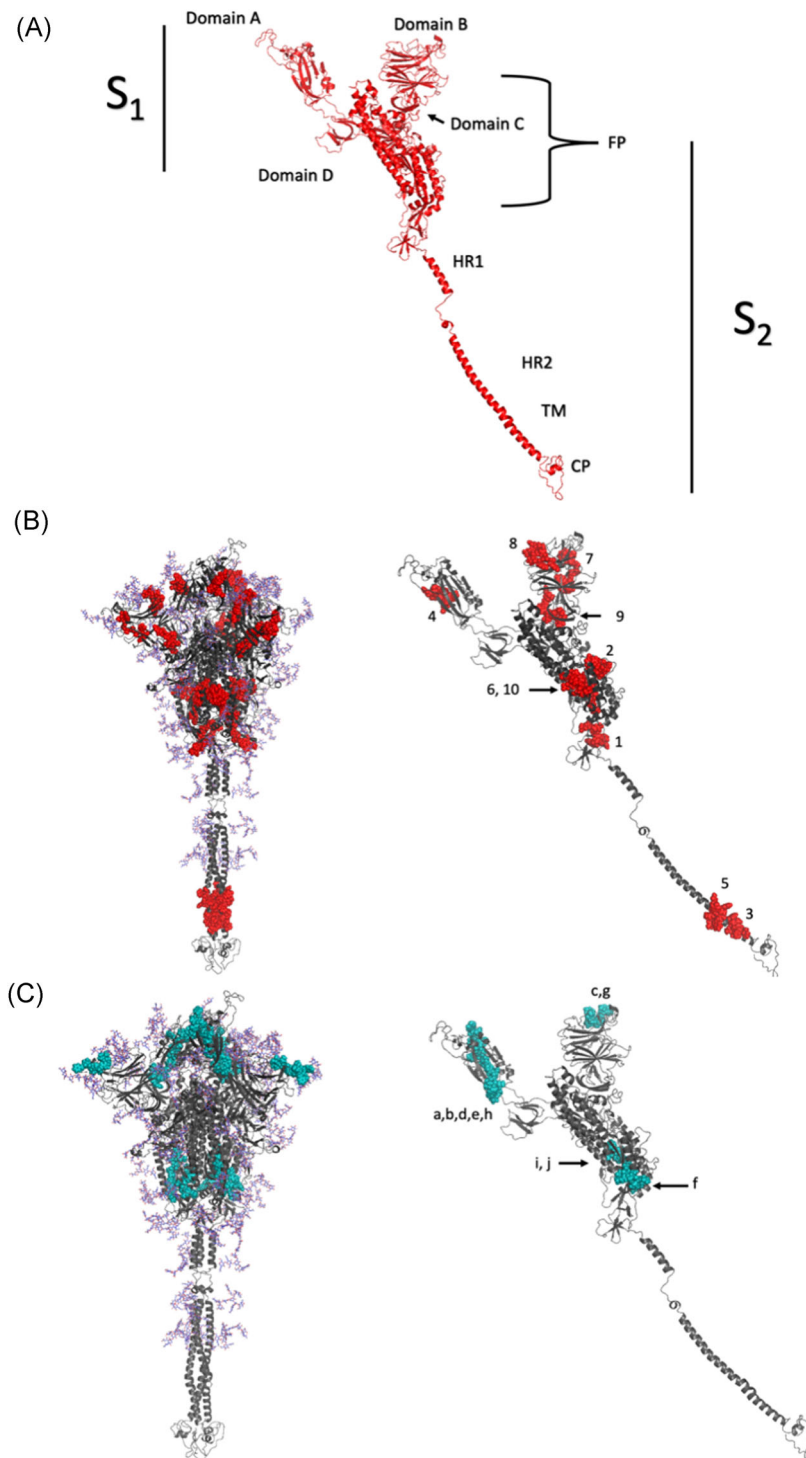 (A)
Domain A
Domain B
S1
Domain C
FP
Domain D
HR1
S2
HR2
TM
CP
(B)
8
7
4
9
2
6, 10
1
5
3
(C)
c,g
a,b,d,e,h
i, j
f